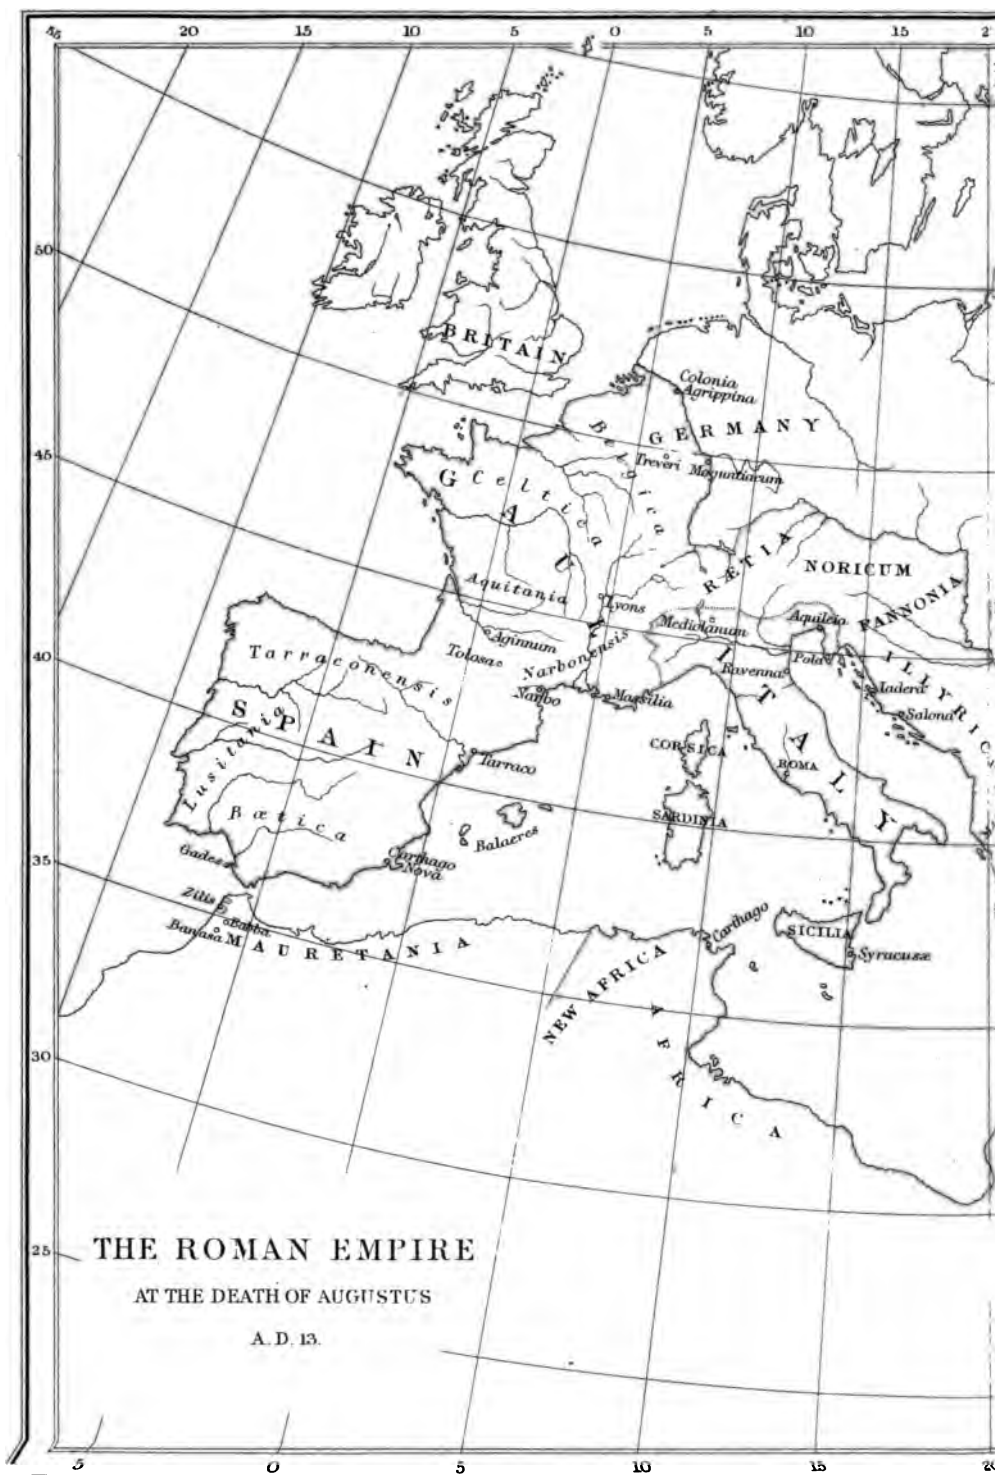 20 15 10 5 0 5 10 15
50
45
40
35
30
25
BRITAIN
Colonia
Agrippina
GERMANY
Belgica
Treveri
Moguntiacum
GAUL
Celtica
RÆTIA
NORICUM
PANNONIA
Aquitania
Lyons
Mediolanum
Aquileia
ILLYRIC
Aginnum
Tolosa
Narbonensis
ITALY
Ravenna
Pola
Iadera
Salona
Tarraconensis
Narbo
Massilia
SPAIN
Lusitania
CORSICA
ROMA
Tarraco
SARDINIA
Bætica
Balaeres
Gades
Carthago
Nova
Zilis
Babba
Banasa
MAURETANIA
Carthago
SICILIA
Syracusæ
NEW AFRICA
AFRICA
THE ROMAN EMPIRE
AT THE DEATH OF AUGUSTUS
A.D. 13.
5 0 5 10 15 20